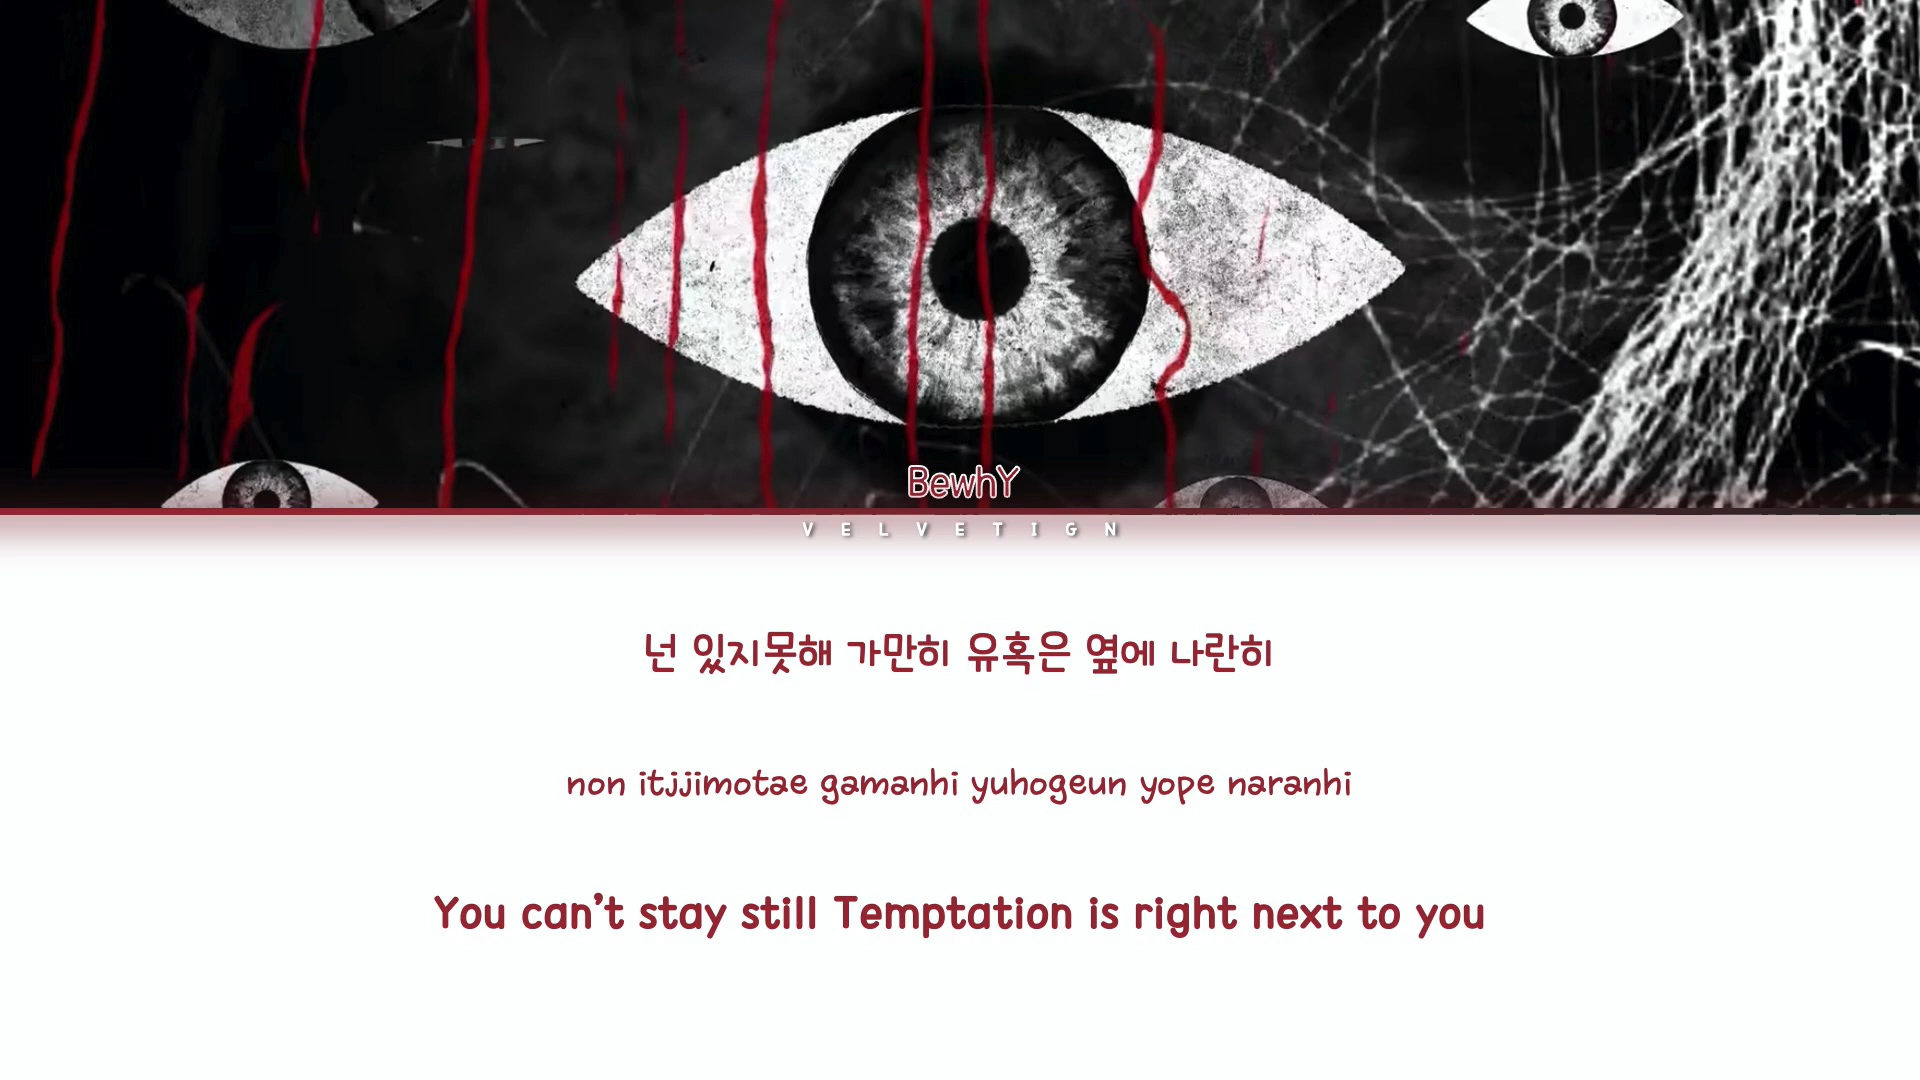 BewhY
VELVETIGN
넌 있지못해 가만히 유혹은 옆에 나란히
non itjjimotae gamanhi yuhogeun yope naranhi
You can’t stay still Temptation is right next to you